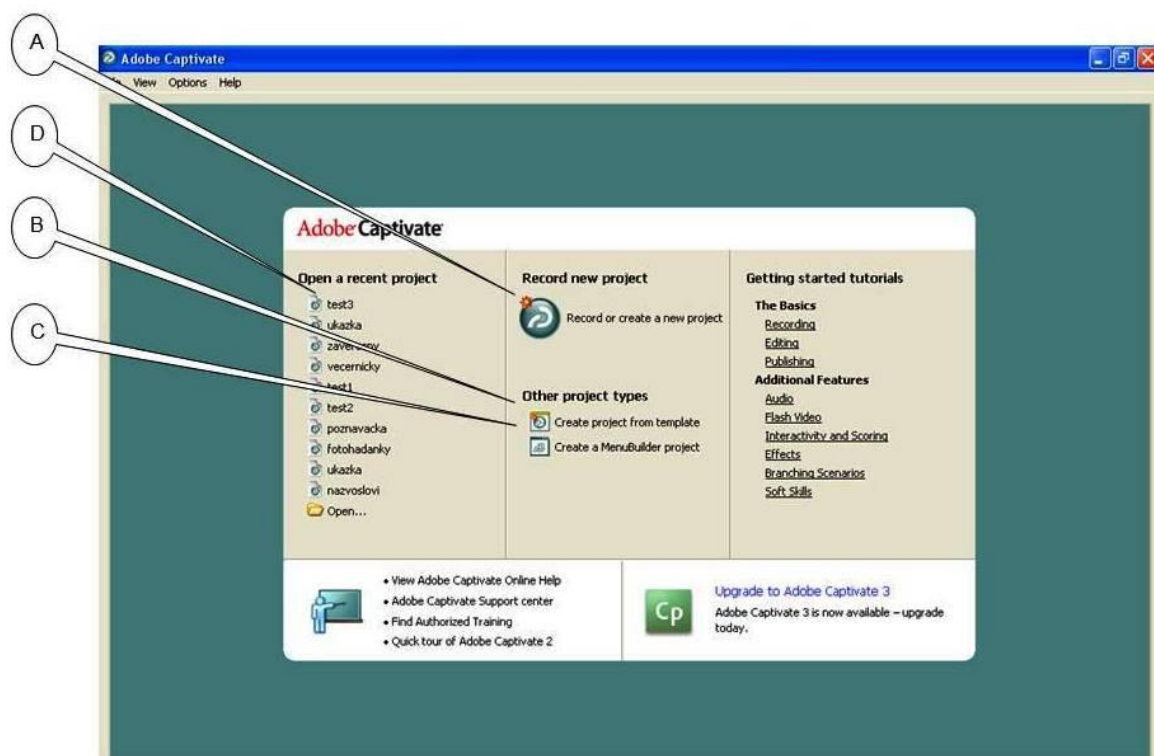 A
Adobe Captivate
View Options Help
D
B
C
Adobe Captivate
Open a recent project
test3
ukazka
vecernicky
test1
test2
poznavacka
fotohadanky
ukazka
nazvoslovi
Open...
Record new project
Record or create a new project
Other project types
Create project from template
Create a MenuBuilder project
Getting started tutorials
The Basics
Recording
Editing
Publishing
Additional Features
Audio
Flash Video
Interactivity and Scoring
Effects
Branching Scenarios
Soft Skills
• View Adobe Captivate Online Help
• Adobe Captivate Support center
• Find Authorized Training
• Quick tour of Adobe Captivate 2
Cp
Upgrade to Adobe Captivate 3
Adobe Captivate 3 is now available – upgrade
today.